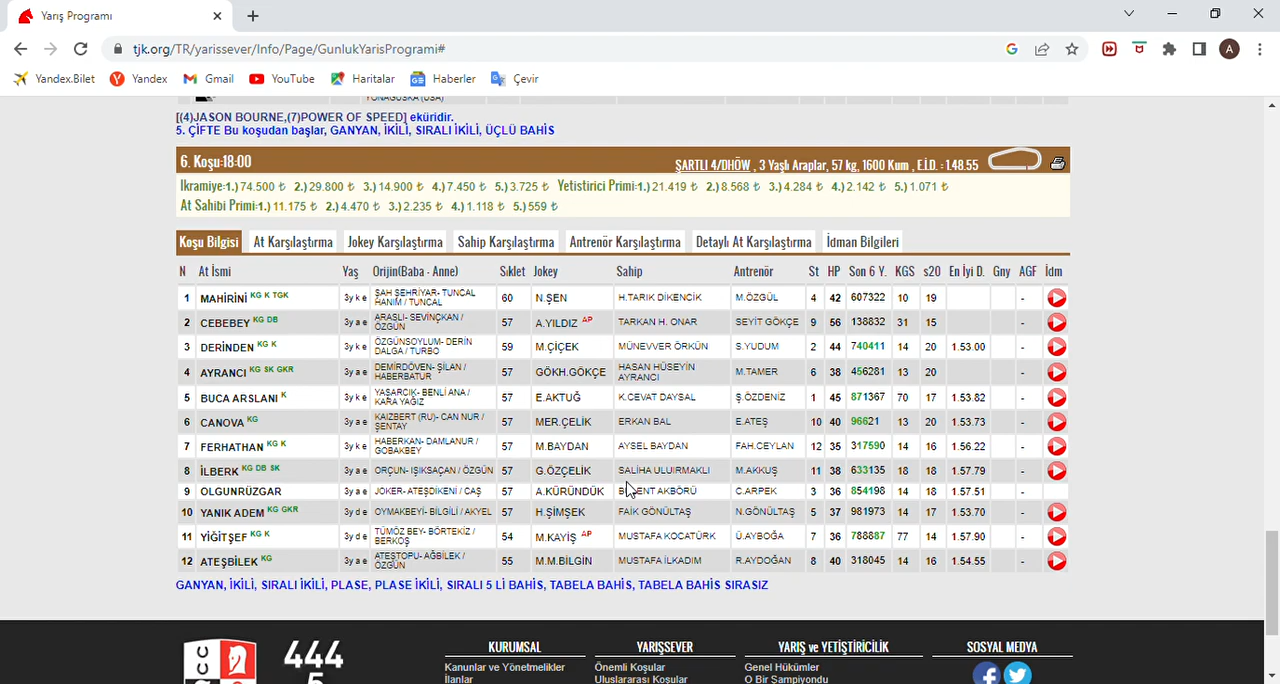 Yarış Programı
tjk.org/TR/yarissever/Info/Page/GunlukYarisProgrami#
A
Yandex.Bilet Yandex Gmail YouTube Haritalar Haberler Çevir
YONAGUSKA (USA)
[(4)JASON BOURNE,(7)POWER OF SPEED] eküridir.
5. ÇİFTE Bu koşudan başlar, GANYAN, İKİLİ, SIRALI İKİLİ, ÜÇLÜ BAHİS
6. Koşu:18:00 ŞARTLI 4/DHÖW , 3 Yaşlı Araplar, 57 kg, 1600 Kum , E.İ.D. : 1.48.55
İkramiye:1.) 74.500 ₺ 2.) 29.800 ₺ 3.) 14.900 ₺ 4.) 7.450 ₺ 5.) 3.725 ₺ Yetistirici Primi:1.) 21.419 ₺ 2.) 8.568 ₺ 3.) 4.284 ₺ 4.) 2.142 ₺ 5.) 1.071 ₺
At Sahibi Primi:1.) 11.175 ₺ 2.) 4.470 ₺ 3.) 2.235 ₺ 4.) 1.118 ₺ 5.) 559 ₺
Koşu Bilgisi At Karşılaştırma Jokey Karşılaştırma Sahip Karşılaştırma Antrenör Karşılaştırma Detaylı At Karşılaştırma İdman Bilgileri
N At İsmi Yaş Orijin(Baba - Anne) Sıklet Jokey Sahip Antrenör St HP Son 6 Y. KGS s20 En İyi D. Gny AGF İdm
1 MAHİRİNİ KG K TGK 3y k e ŞAH ŞEHRİYAR- TUNCAL HANIM / TUNCAL 60 N.ŞEN H.TARIK DİKENCİK M.ÖZGÜL 4 42 607322 10 19 -
2 CEBEBEY KG DB 3y a e ARASLI- SEVİNÇKAN / ÖZGÜN 57 A.YILDIZ AP TARKAN H. ONAR SEYİT GÖKÇE 9 56 138832 31 15 -
3 DERİNDEN KG K 3y k e ÖZGÜNSOYLUM- DERİN DALGA / TURBO 59 M.ÇİÇEK MÜNEVVER ÖRKÜN S.YUDUM 2 44 740411 14 20 1.53.00 -
4 AYRANCI KG SK GKR 3y a e DEMİRDÖVEN- ŞİLAN / HABERBATUR 57 GÖKH.GÖKÇE HASAN HÜSEYİN AYRANCI M.TAMER 6 38 456281 13 20 -
5 BUCA ARSLANI K 3y k e YAŞARCIK- BENLİ ANA / KARA YAĞIZ 57 E.AKTUĞ K.CEVAT DAYSAL Ş.ÖZDENİZ 1 45 871367 70 17 1.53.82 -
6 CANOVA KG 3y a e KAIZBERT (RU)- CAN NUR / ŞENTAY 57 MER.ÇELİK ERKAN BAL E.ATEŞ 10 40 96621 13 20 1.53.73 -
7 FERHATHAN KG K 3y k e HABERKAN- DAMLANUR / GOBAKBEY 57 M.BAYDAN AYSEL BAYDAN FAH.CEYLAN 12 35 317590 14 16 1.56.22 -
8 İLBERK KG DB SK 3y a e ORÇUN- IŞIKSAÇAN / ÖZGÜN 57 G.ÖZÇELİK SALİHA ULUIRMAKLI M.AKKUŞ 11 38 633135 18 18 1.57.79 -
9 OLGUNRÜZGAR 3y a e JOKER- ATEŞDİKENİ / CAŞ 57 A.KÜRÜNDÜK AKBÖRÜ C.ARPEK 3 36 854198 14 18 1.57.51 -
10 YANIK ADEM KG GKR 3y d e OYMAKBEYİ- BİLGİLİ / AKYEL 57 H.ŞİMŞEK FAİK GÖNÜLTAŞ N.GÖNÜLTAŞ 5 37 981973 14 17 1.53.70 -
11 YİĞİTŞEF KG K 3y d e TÜMÖZ BEY- BÖRTEKİZ / BERKOŞ 54 M.KAYIŞ AP MUSTAFA KOCATÜRK Ü.AYBOĞA 7 36 788887 77 14 1.57.90 -
12 ATEŞBİLEK KG 3y a e ATEŞTOPU- AĞBİLEK / ÖZGÜN 55 M.M.BİLGİN MUSTAFA İLKADIM R.AYDOĞAN 8 40 318045 14 16 1.54.55 -
GANYAN, İKİLİ, SIRALI İKİLİ, PLASE, PLASE İKİLİ, SIRALI 5 Lİ BAHİS, TABELA BAHİS, TABELA BAHİS SIRASIZ
444 KURUMSAL YARIŞSEVER YARIŞ ve YETİŞTİRİCİLİK SOSYAL MEDYA
5 Kanunlar ve Yönetmelikler Önemli Koşular Genel Hükümler
İlanlar Uluslararası Koşular O Bir Şampiyondu